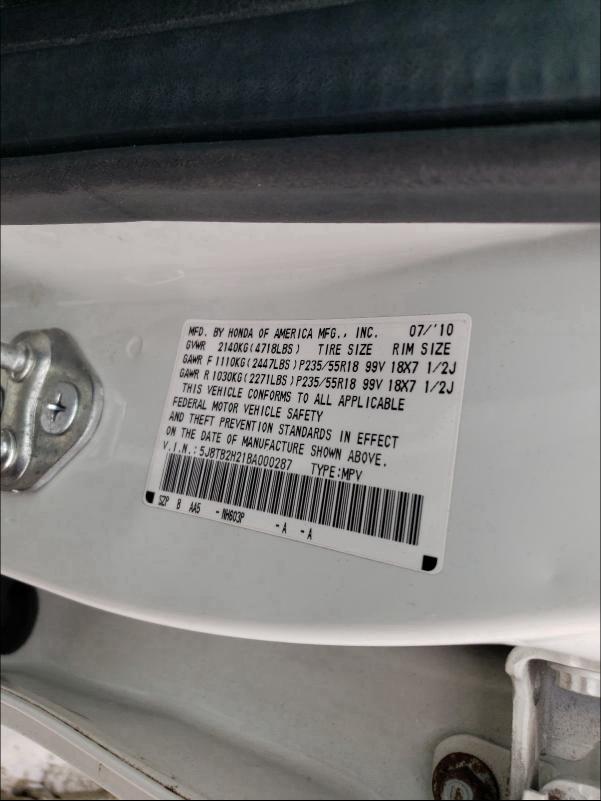 MFD. BY HONDA OF AMERICA MFG., INC. 07/'10
GVWR 2140KG(4718LBS) TIRE SIZE RIM SIZE
GAWR F 1110KG(2447LBS)P235/55R18 99V 18X7 1/2J
GAWR R 1030KG(2271LBS)P235/55R18 99V 18X7 1/2J
THIS VEHICLE CONFORMS TO ALL APPLICABLE
FEDERAL MOTOR VEHICLE SAFETY
AND THEFT PREVENTION STANDARDS IN EFFECT
ON THE DATE OF MANUFACTURE SHOWN ABOVE.
V.I.N.:5J8TB2H21BA000287 TYPE:MPV
SZP B AA5 -NH603P -A -A